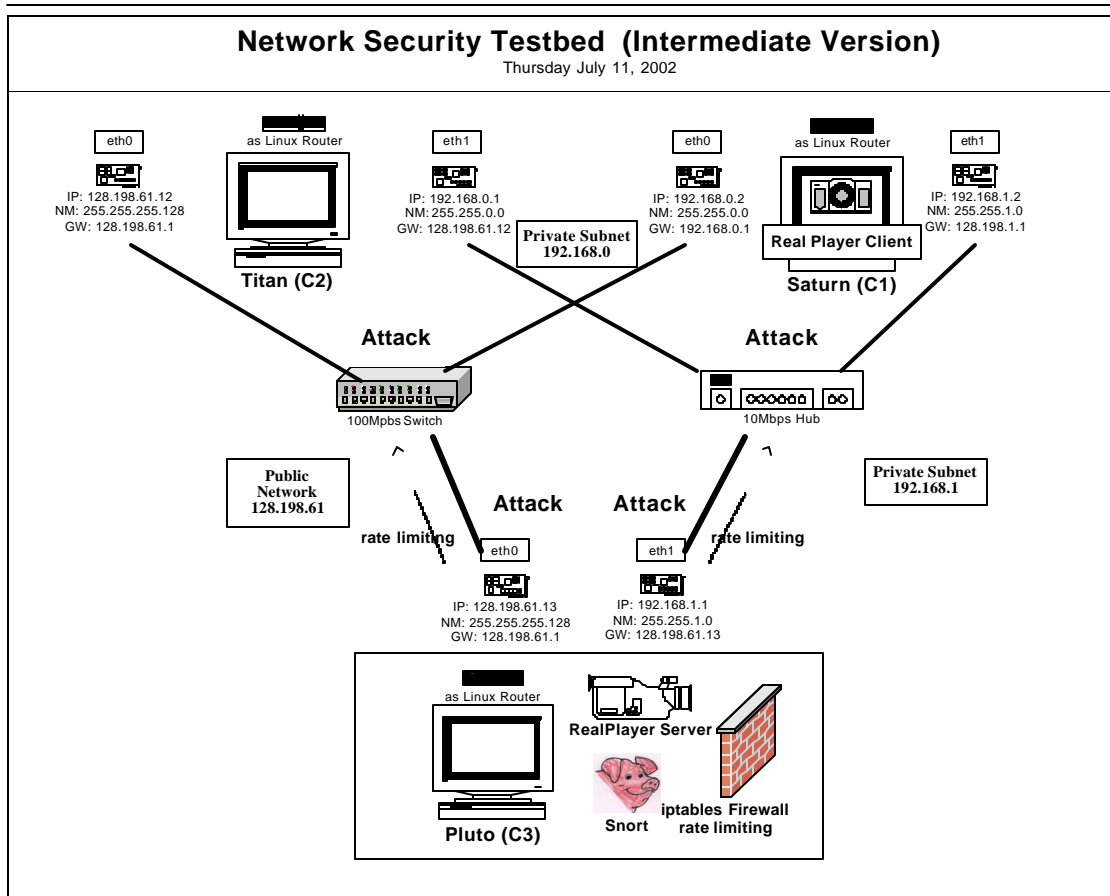 Network Security Testbed (Intermediate Version)
Thursday July 11, 2002
eth0
as Linux Router
eth1
eth0
as Linux Router
eth1
IP: 128.198.61.12
NM: 255.255.255.128
GW: 128.198.61.1
IP: 192.168.0.1
NM: 255.255.0.0
GW: 128.198.61.12
Private Subnet
192.168.0
IP: 192.168.0.2
NM: 255.255.0.0
GW: 192.168.0.1
Real Player Client
IP: 192.168.1.2
NM: 255.255.1.0
GW: 128.198.1.1
Titan (C2)
Saturn (C1)
Attack
Attack
100Mpbs Switch
10Mbps Hub
Public
Network
128.198.61
Private Subnet
192.168.1
Attack
Attack
rate limiting
rate limiting
eth0
eth1
IP: 128.198.61.13
NM: 255.255.255.128
GW: 128.198.61.1
IP: 192.168.1.1
NM: 255.255.1.0
GW: 128.198.61.13
as Linux Router
RealPlayer Server
Snort
iptables Firewall
rate limiting
Pluto (C3)